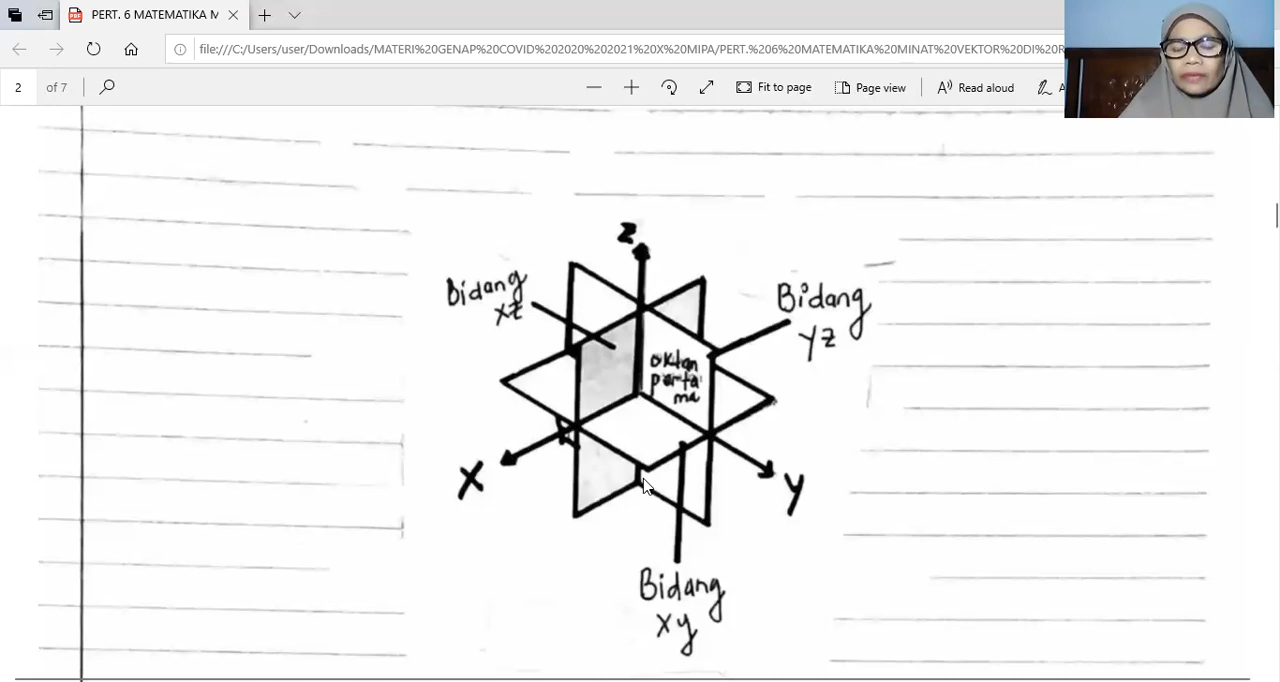 PERT. 6 MATEMATIKA M
file:///C:/Users/user/Downloads/MATERI%20GENAP%20COVID%202020%202021%20X%20MIPA/PERT.%206%20MATEMATIKA%20MINAT%20VEKTOR%20DI%20R
2 of 7
Fit to page
Page view
Read aloud
Z
Bidang
xz
Bidang
yz
oktan
perta
ma
X
Y
Bidang
xy